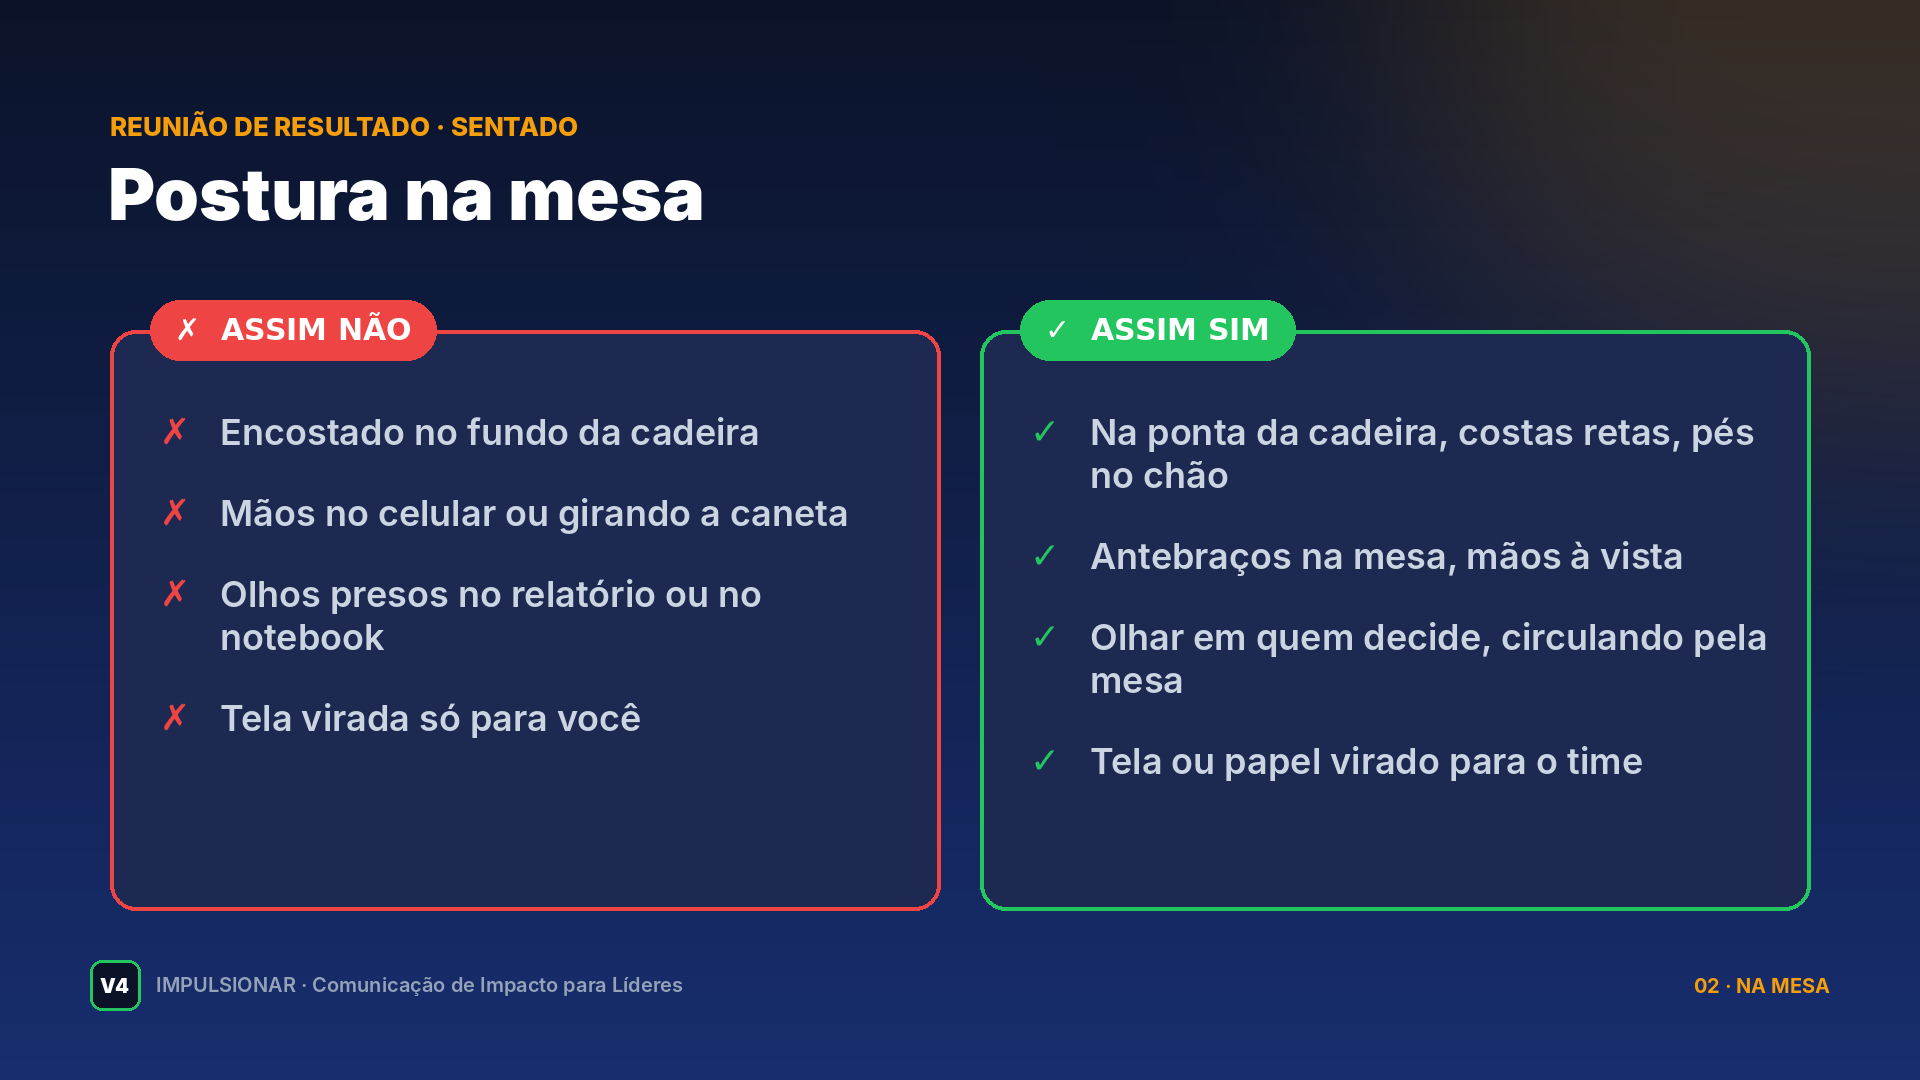 REUNIÃO DE RESULTADO · SENTADO
Postura na mesa
✗ ASSIM NÃO
✗ Encostado no fundo da cadeira
✗ Mãos no celular ou girando a caneta
✗ Olhos presos no relatório ou no
notebook
✗ Tela virada só para você
✓ ASSIM SIM
✓ Na ponta da cadeira, costas retas, pés
no chão
✓ Antebraços na mesa, mãos à vista
✓ Olhar em quem decide, circulando pela
mesa
✓ Tela ou papel virado para o time
V4 IMPULSIONAR · Comunicação de Impacto para Líderes
02 · NA MESA